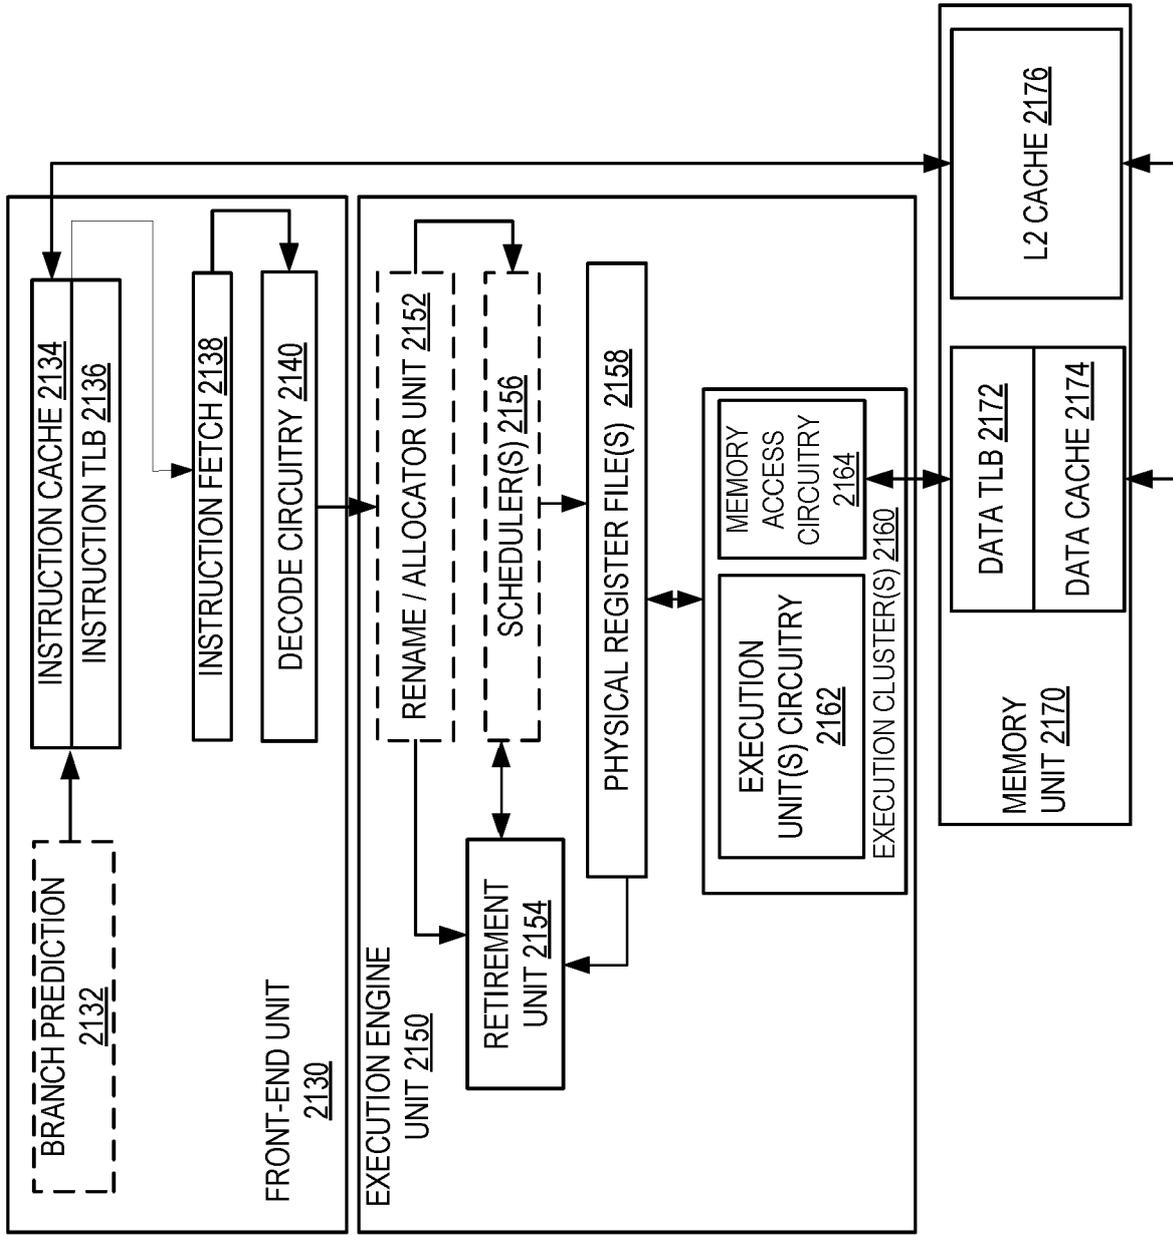 BRANCH PREDICTION
2132
INSTRUCTION CACHE 2134
INSTRUCTION TLB 2136
INSTRUCTION FETCH 2138
DECODE CIRCUITRY 2140
FRONT-END UNIT
2130
EXECUTION ENGINE
UNIT 2150
RENAME / ALLOCATOR UNIT 2152
RETIREMENT
UNIT 2154
SCHEDULER(S) 2156
PHYSICAL REGISTER FILE(S) 2158
EXECUTION
UNIT(S) CIRCUITRY
2162
MEMORY
ACCESS
CIRCUITRY
2164
EXECUTION CLUSTER(S) 2160
MEMORY
UNIT 2170
DATA TLB 2172
DATA CACHE 2174
L2 CACHE 2176